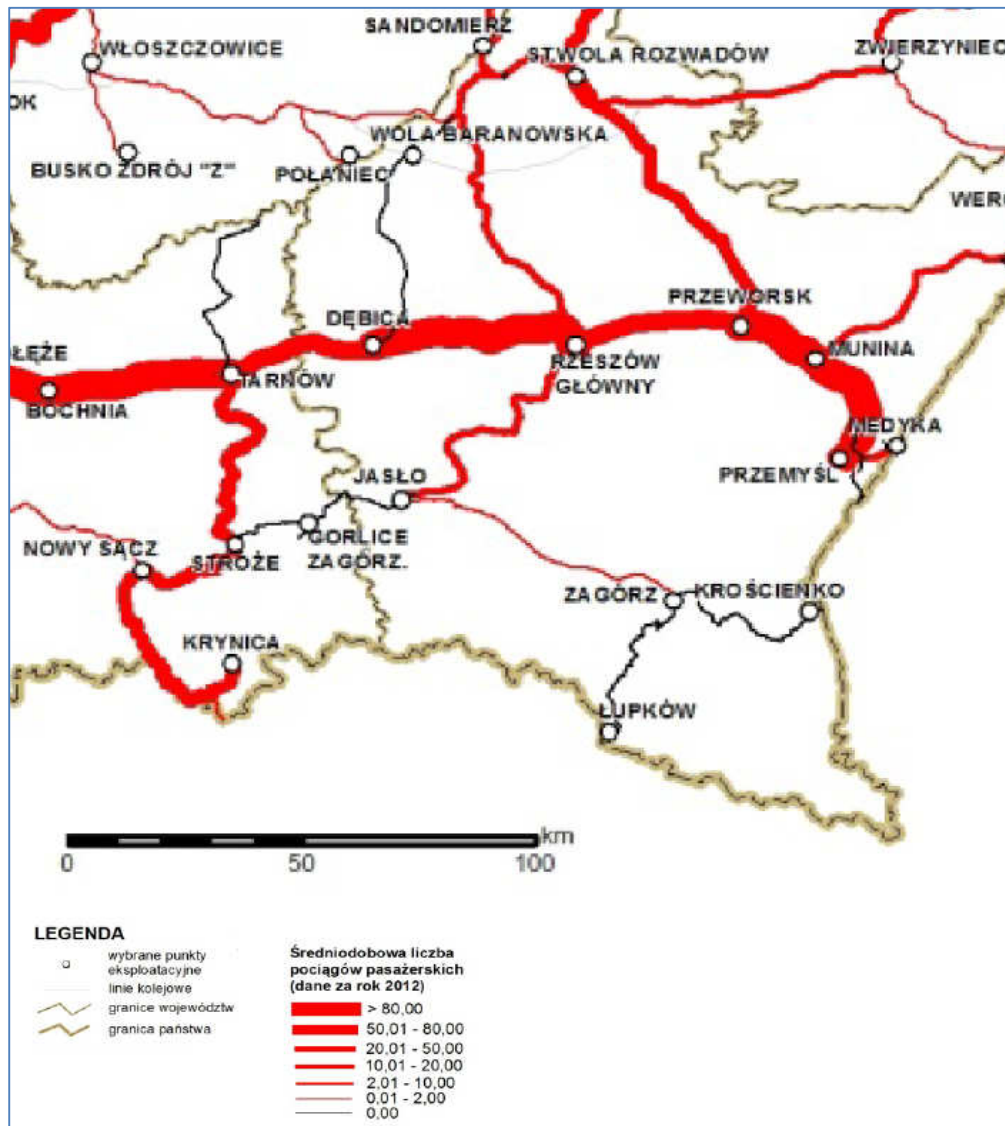 SANDOMIERZ
WŁOSZCZOWICE
ST.WOLA ROZWADÓW
ZWIERZYNIEC
OK
WOLA BARANOWSKA
BUSKO ZDRÓJ "Z"
POŁANIEC
WERC
DĘBICA
PRZEWORSK
ŁĘŻE
TARNÓW
RZESZÓW
GŁÓWNY
MUNINA
BOCHNIA
MEDYKA
JASŁO
PRZEMYŚL
NOWY SĄCZ
STRÓŻE
GORLICE
ZAGÓRZ.
ZAGÓRZ
KROŚCIENKO
KRYNICA
ŁUPKÓW
km
0 50 100
LEGENDA
wybrane punkty
eksploatacyjne
linie kolejowe
granice województw
granica państwa
Średniodobowa liczba
pociągów pasażerskich
(dane za rok 2012)
> 80,00
50,01 - 80,00
20,01 - 50,00
10,01 - 20,00
2,01 - 10,00
0,01 - 2,00
0,00